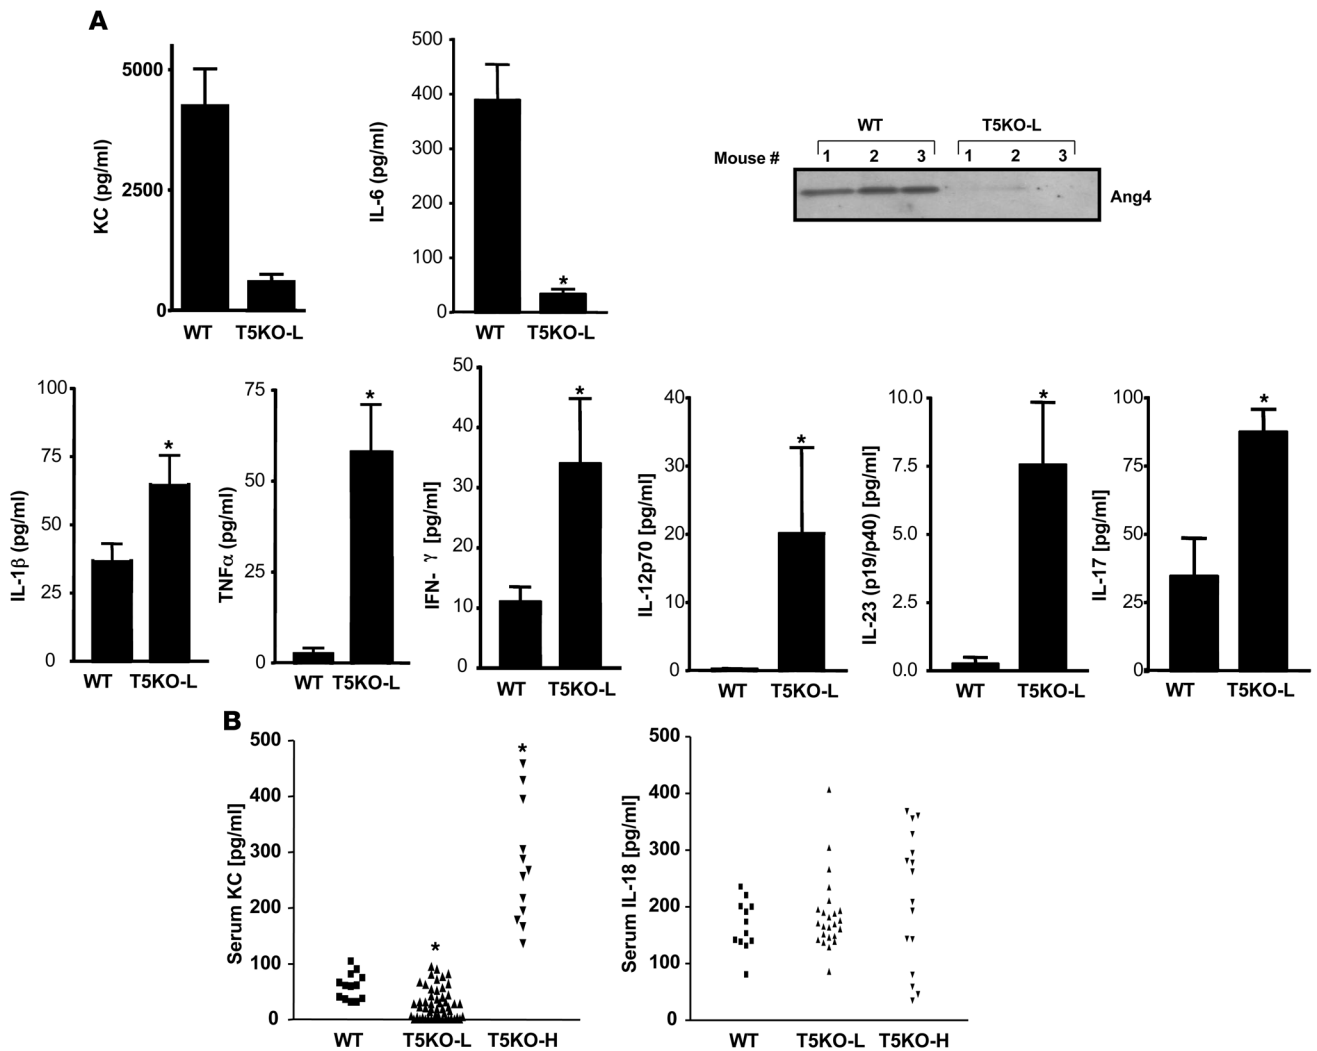 A
KC (pg/ml)
5000
2500
0
WT T5KO-L
IL-6 (pg/ml)
500
400
300
200
100
0
*
WT T5KO-L
WT T5KO-L
Mouse # 1 2 3 1 2 3
Ang4
IL-1β (pg/ml)
100
75
50
25
0
*
WT T5KO-L
TNFα (pg/ml)
75
50
25
0
*
WT T5KO-L
IFN- γ [pg/ml]
50
40
30
20
10
0
*
WT T5KO-L
IL-12p70 [pg/ml]
40
30
20
10
0
*
WT T5KO-L
IL-23 (p19/p40) [pg/ml]
10.0
7.5
5.0
2.5
0.0
*
WT T5KO-L
IL-17 [pg/ml]
100
75
50
25
0
*
WT T5KO-L
B
Serum KC [pg/ml]
500
400
300
200
100
0
*
*
WT T5KO-L T5KO-H
Serum IL-18 [pg/ml]
500
400
300
200
100
0
WT T5KO-L T5KO-H